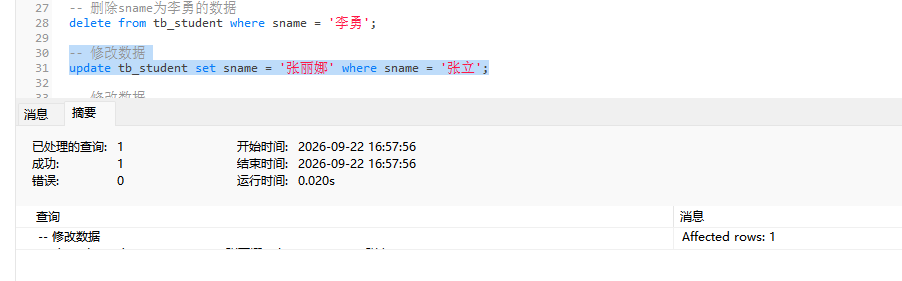 27 -- 删除sname为李勇的数据
28 delete from tb_student where sname = '李勇';
29
30 -- 修改数据
31 update tb_student set sname = '张丽娜' where sname = '张立';
32
33 -- 修改数据
消息 摘要
已处理的查询: 1 开始时间: 2026-09-22 16:57:56
成功: 1 结束时间: 2026-09-22 16:57:56
错误: 0 运行时间: 0.020s
查询 消息
-- 修改数据 Affected rows: 1